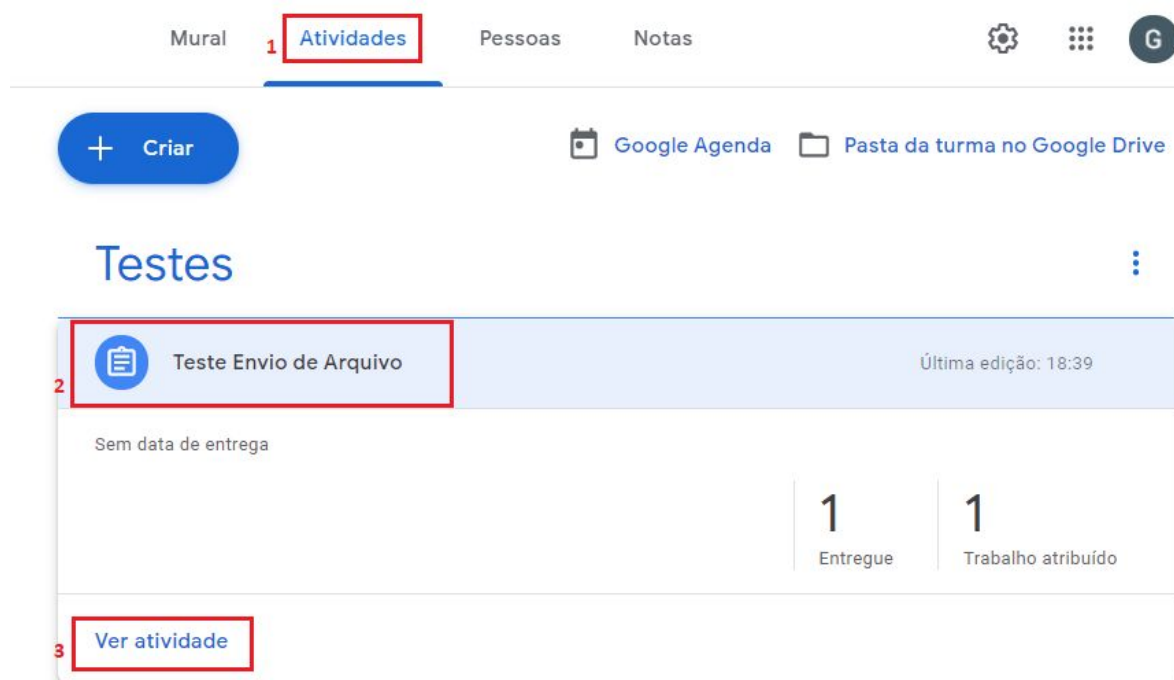 Mural 1 Atividades Pessoas Notas G
+ Criar Google Agenda Pasta da turma no Google Drive
Testes
2 Teste Envio de Arquivo Última edição: 18:39
Sem data de entrega
1 1
Entregue Trabalho atribuído
3 Ver atividade